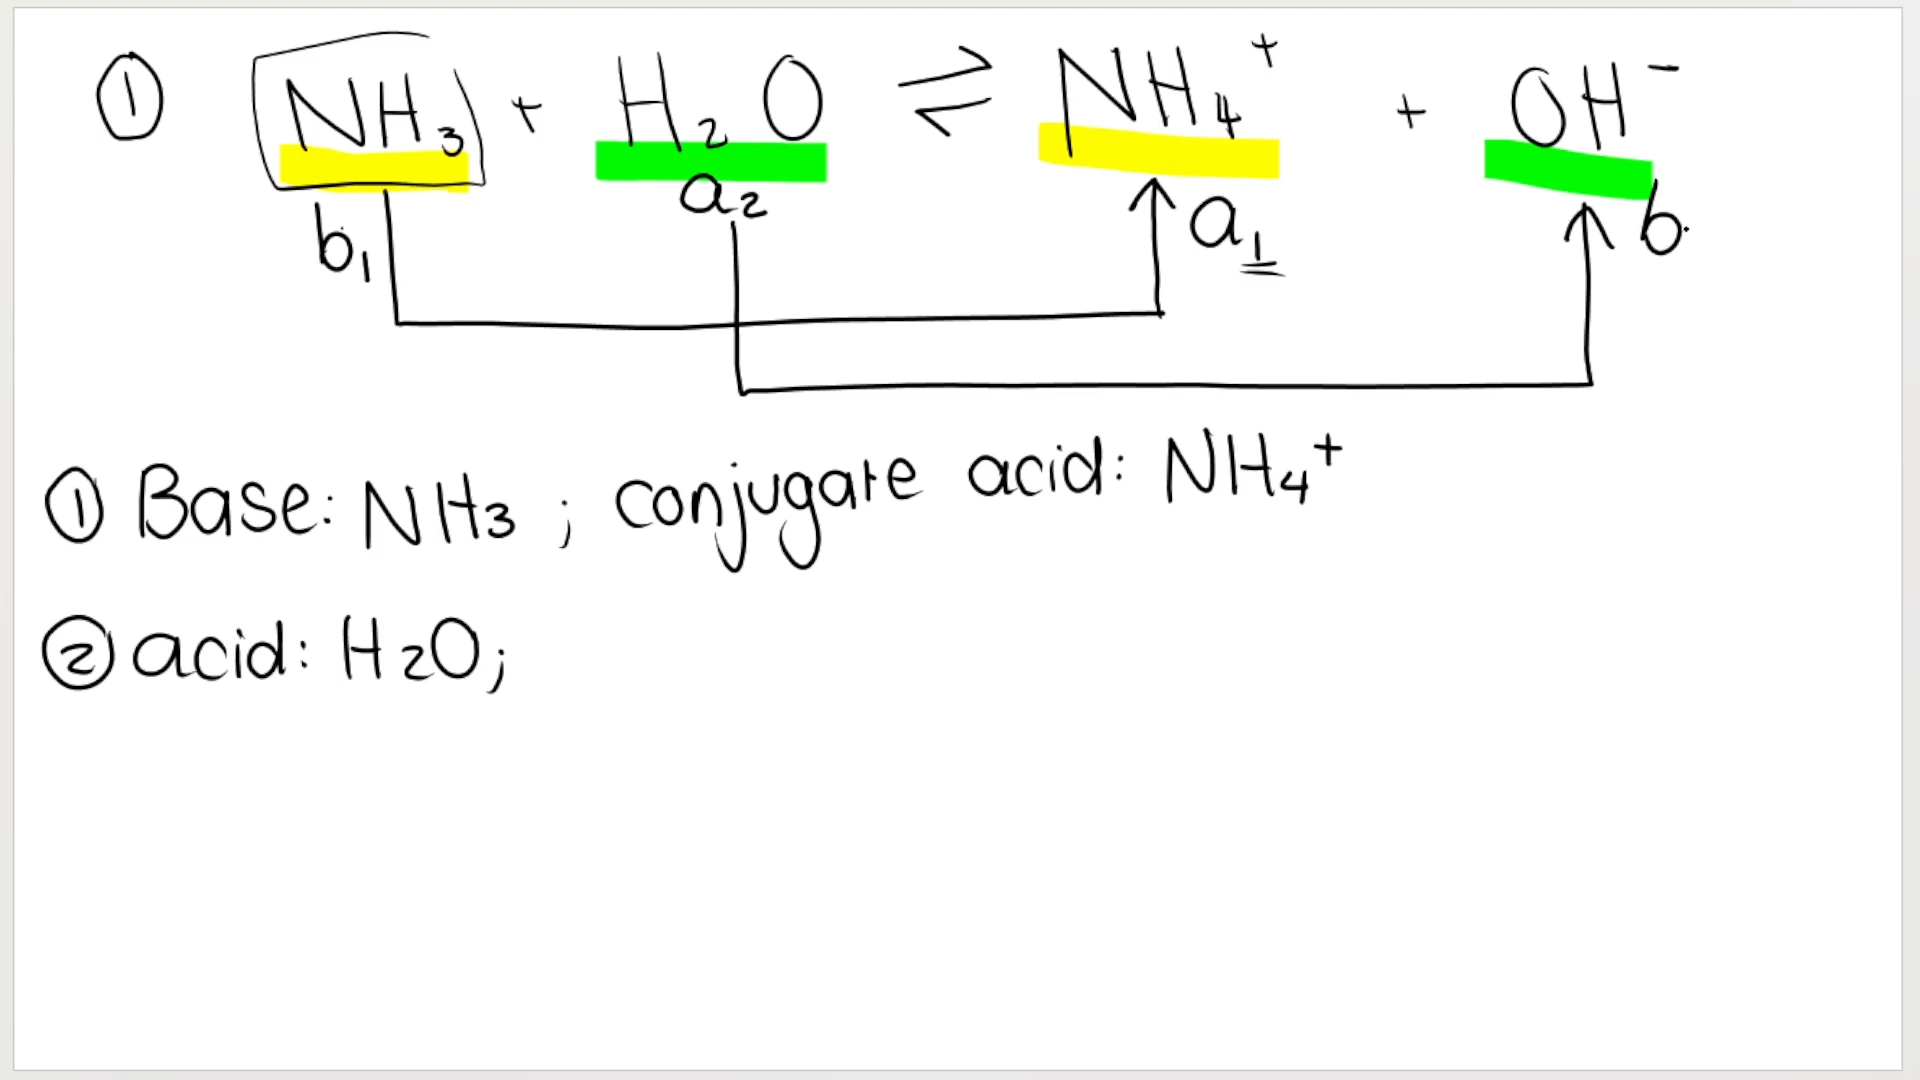 ① NH₃ + H₂O ⇌ NH₄⁺ + OH⁻
b₁ a₂ a₁ b
① Base: NH₃ ; conjugate acid: NH₄⁺
② acid: H₂O;